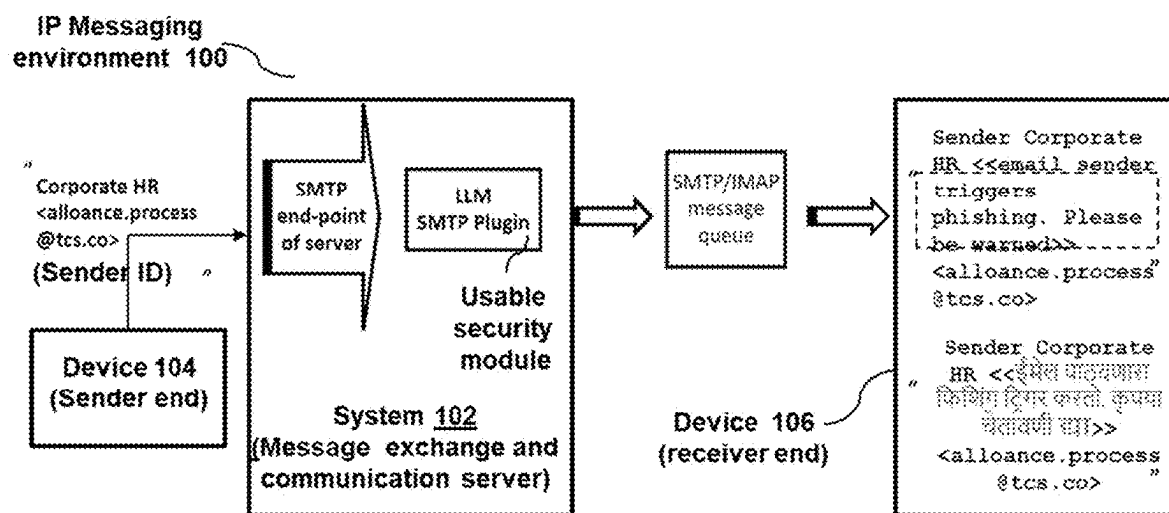 IP Messaging
environment 100
"
Corporate HR
<alloance.process
@tcs.co>
(Sender ID) "
Device 104
(Sender end)
SMTP
end-point
of server
LLM
SMTP Plugin
Usable
security
module
System 102
(Message exchange and
communication server)
SMTP/IMAP
message
queue
Device 106
(receiver end)
Sender Corporate
" HR <<email sender
triggers
phishing. Please
be warned>>
<alloance.process"
@tcs.co>
Sender Corporate
" HR <<ईमेल पाठवणारा
फिशिंग ट्रिगर करतो. कृपया
चेतावणी द्या>>
<alloance.process
@tcs.co> "